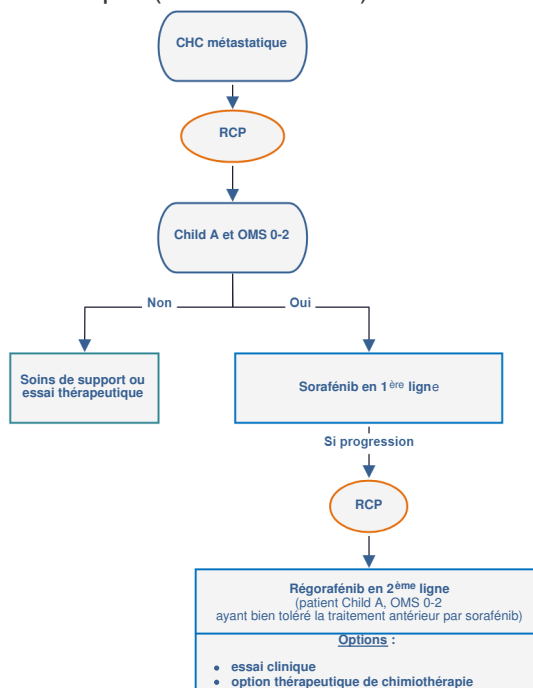 CHC métastatique
RCP
Child A et OMS 0-2
Non
Oui
Soins de support ou
essai thérapeutique
Sorafénib en 1ère ligne
Si progression
RCP
Régorafénib en 2ème ligne
(patient Child A, OMS 0-2
ayant bien toléré la traitement antérieur par sorafénib)
Options :
• essai clinique
• option thérapeutique de chimiothérapie